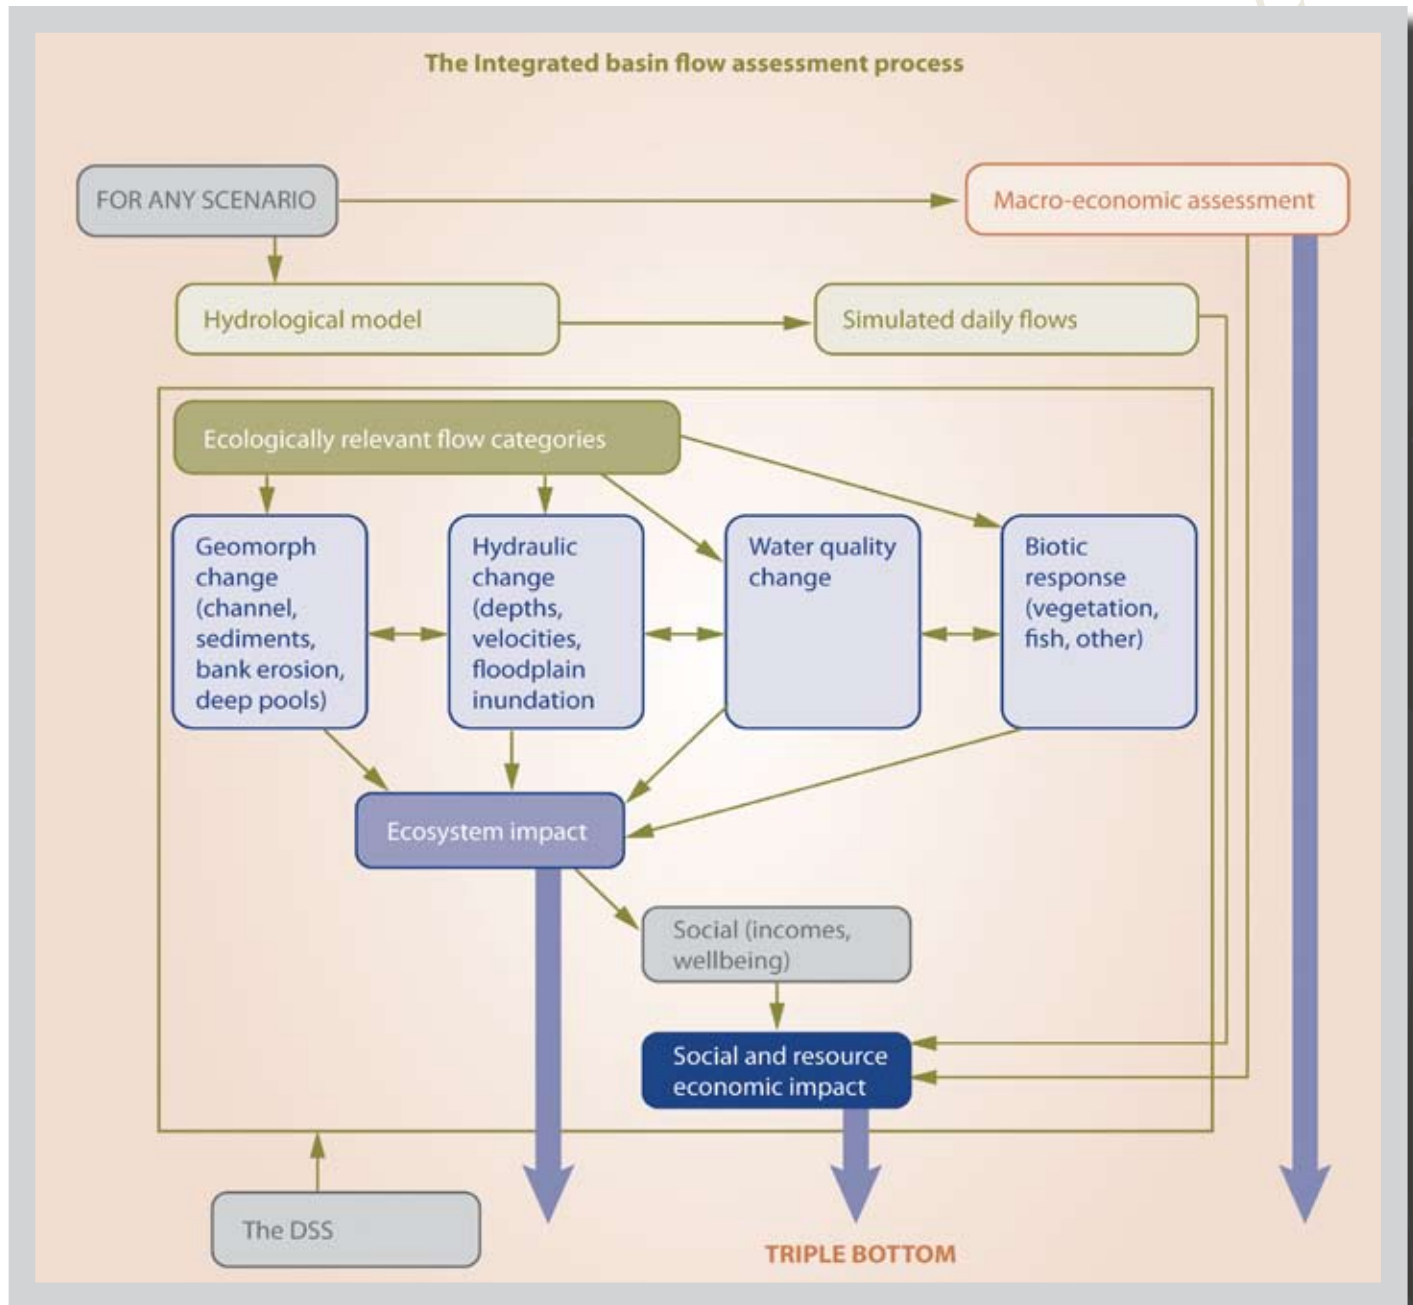 The Integrated basin flow assessment process
FOR ANY SCENARIO
Macro-economic assessment
Hydrological model
Simulated daily flows
Ecologically relevant flow categories
Geomorph
change
(channel,
sediments,
bank erosion,
deep pools)
Hydraulic
change
(depths,
velocities,
floodplain
inundation
Water quality
change
Biotic
response
(vegetation,
fish, other)
Ecosystem impact
Social (incomes,
wellbeing)
Social and resource
economic impact
The DSS
TRIPLE BOTTOM